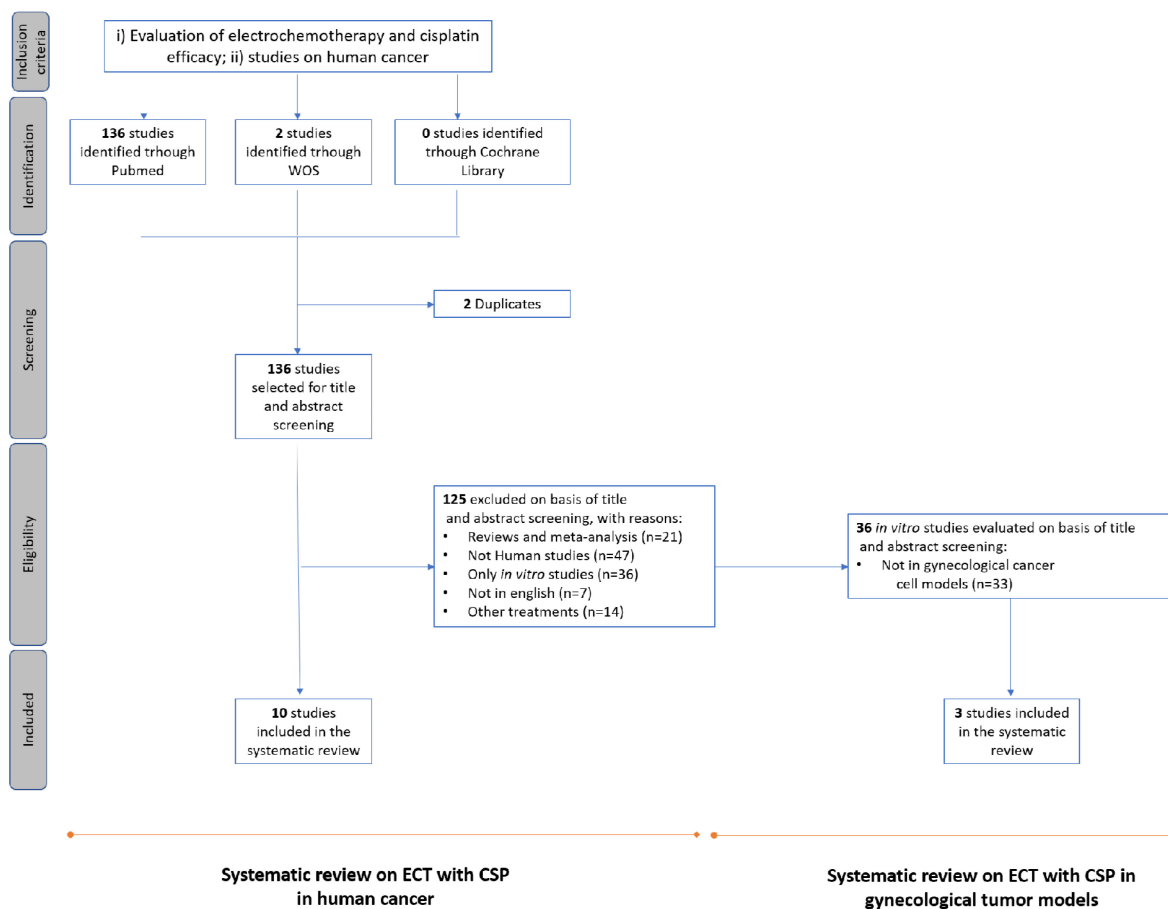 Inclusion
criteria
i) Evaluation of electrochemotherapy and cisplatin
efficacy; ii) studies on human cancer
Identification
136 studies
identified trhough
Pubmed
2 studies
identified trhough
WOS
0 studies identified
trhough Cochrane
Library
Screening
2 Duplicates
136 studies
selected for title
and abstract
screening
Eligibility
125 excluded on basis of title
and abstract screening, with reasons:
• Reviews and meta-analysis (n=21)
• Not Human studies (n=47)
• Only in vitro studies (n=36)
• Not in english (n=7)
• Other treatments (n=14)
36 in vitro studies evaluated on basis of title
and abstract screening:
• Not in gynecological cancer
cell models (n=33)
Included
10 studies
included in the
systematic review
3 studies included
in the systematic
review
Systematic review on ECT with CSP
in human cancer
Systematic review on ECT with CSP in
gynecological tumor models